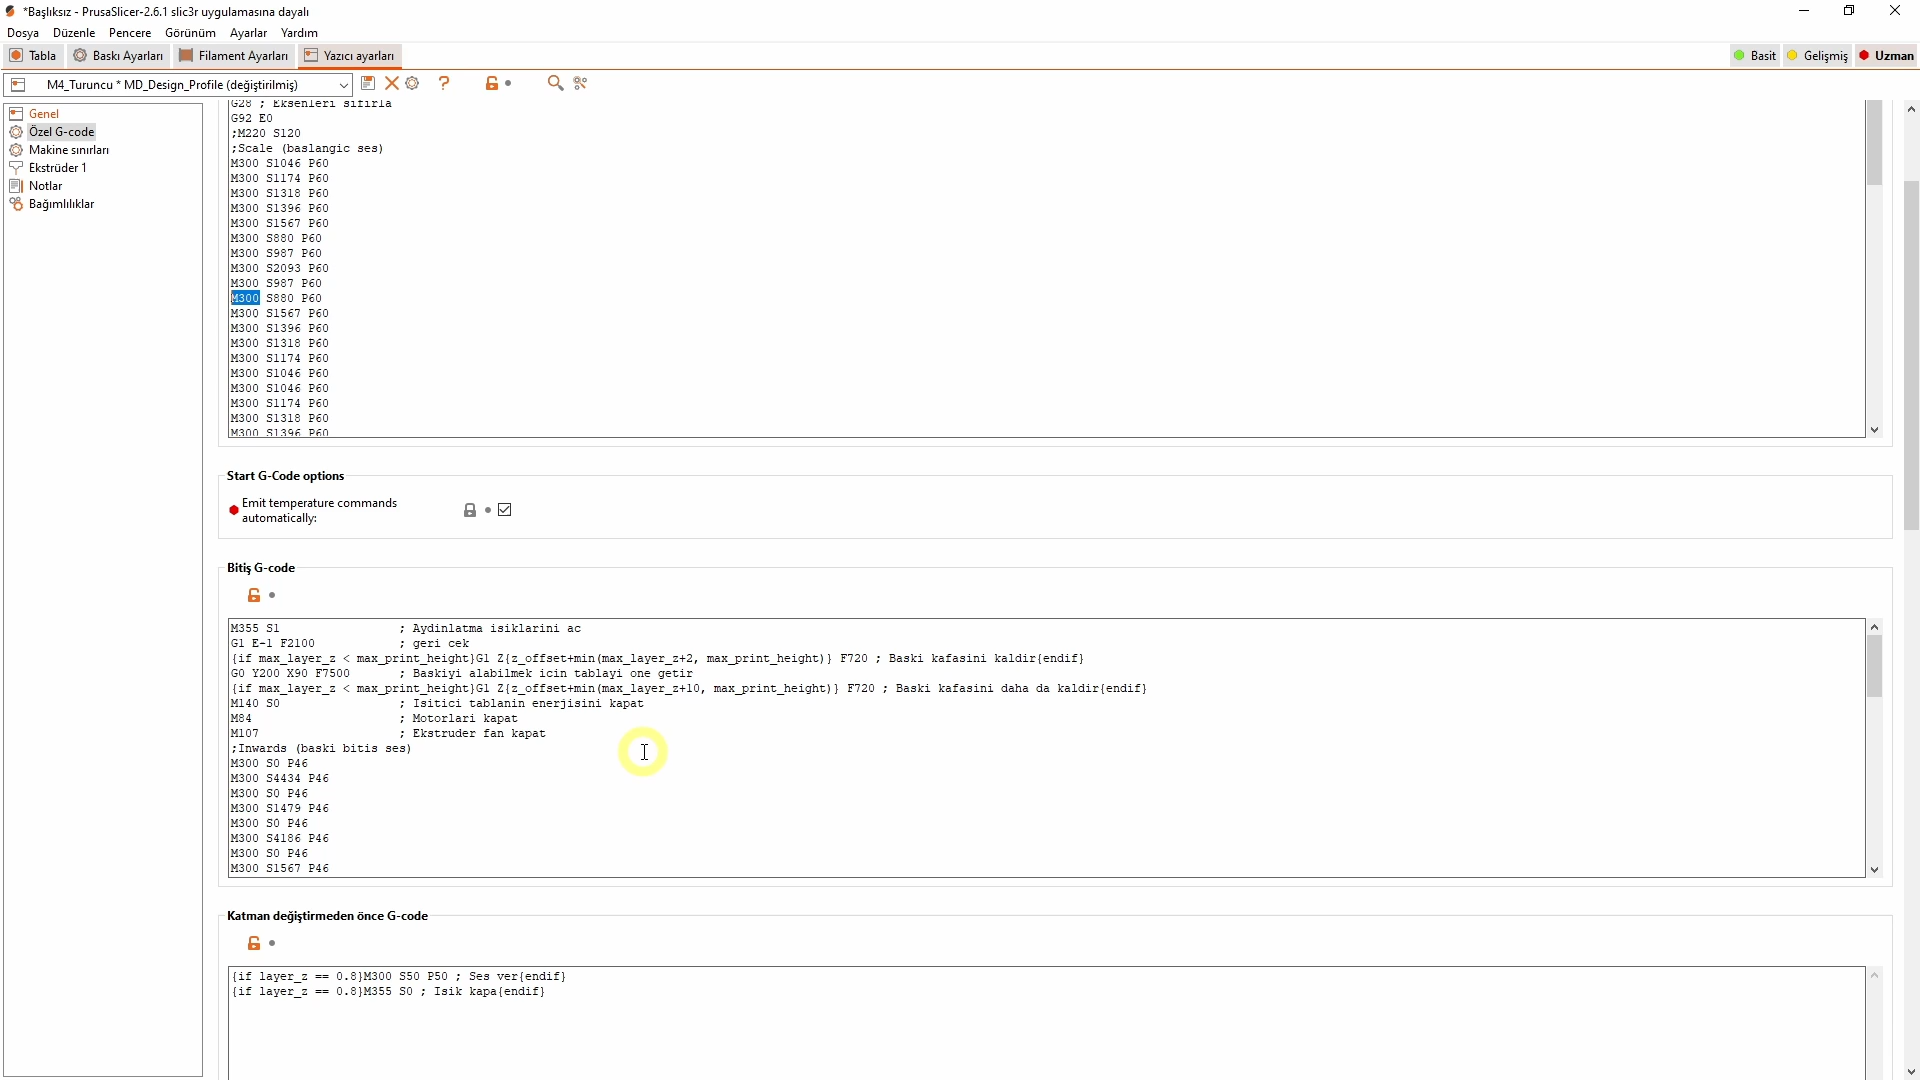 *Başlıksız - PrusaSlicer-2.6.1 slic3r uygulamasına dayalı
Dosya Düzenle Pencere Görünüm Ayarlar Yardım
Tabla Baskı Ayarları Filament Ayarları Yazıcı ayarları Basit Gelişmiş Uzman
M4_Turuncu * MD_Design_Profile (değiştirilmiş)
Genel
Özel G-code
Makine sınırları
Ekstrüder 1
Notlar
Bağımlılıklar
G28 ; Eksenleri sifirla
G92 E0
;M220 S120
;Scale (baslangic ses)
M300 S1046 P60
M300 S1174 P60
M300 S1318 P60
M300 S1396 P60
M300 S1567 P60
M300 S880 P60
M300 S987 P60
M300 S2093 P60
M300 S987 P60
M300 S880 P60
M300 S1567 P60
M300 S1396 P60
M300 S1318 P60
M300 S1174 P60
M300 S1046 P60
M300 S1046 P60
M300 S1174 P60
M300 S1318 P60
M300 S1396 P60
Start G-Code options
Emit temperature commands
automatically:
Bitiş G-code
M355 S1 ; Aydinlatma isiklarini ac
G1 E-1 F2100 ; geri cek
{if max_layer_z < max_print_height}G1 Z{z_offset+min(max_layer_z+2, max_print_height)} F720 ; Baski kafasini kaldir{endif}
G0 Y200 X90 F7500 ; Baskiyi alabilmek icin tablayi one getir
{if max_layer_z < max_print_height}G1 Z{z_offset+min(max_layer_z+10, max_print_height)} F720 ; Baski kafasini daha da kaldir{endif}
M140 S0 ; Isitici tablanin enerjisini kapat
M84 ; Motorlari kapat
M107 ; Ekstruder fan kapat
;Inwards (baski bitis ses)
M300 S0 P46
M300 S4434 P46
M300 S0 P46
M300 S1479 P46
M300 S0 P46
M300 S4186 P46
M300 S0 P46
M300 S1567 P46
Katman değiştirmeden önce G-code
{if layer_z == 0.8}M300 S50 P50 ; Ses ver{endif}
{if layer_z == 0.8}M355 S0 ; Isik kapa{endif}